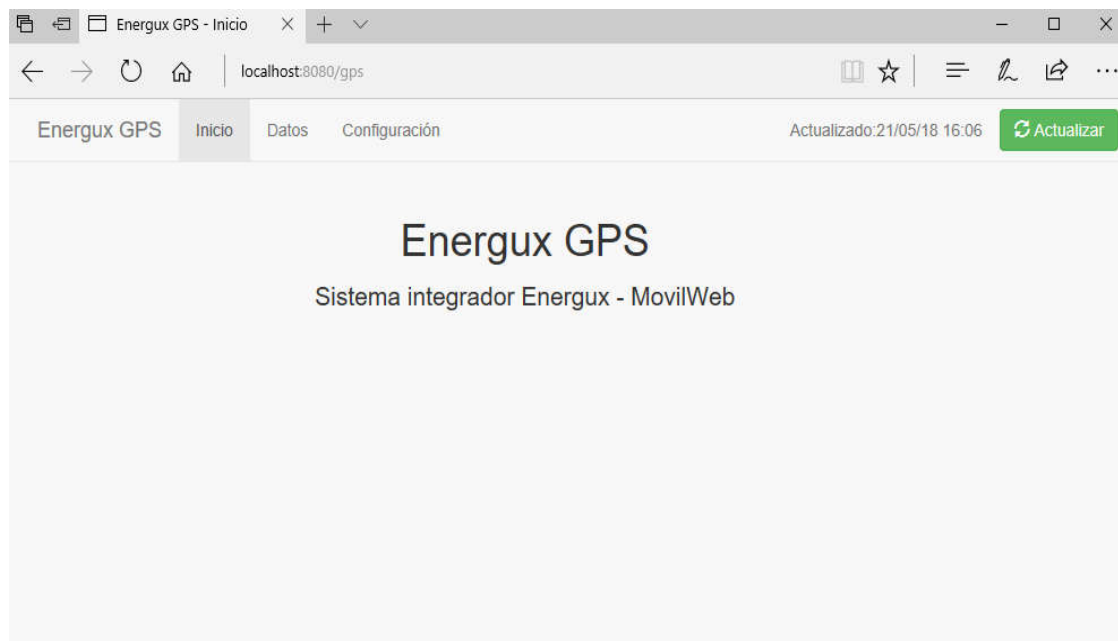 Energux GPS - Inicio
localhost:8080/gps
Energux GPS Inicio Datos Configuración Actualizado:21/05/18 16:06 Actualizar
Energux GPS
Sistema integrador Energux - MovilWeb